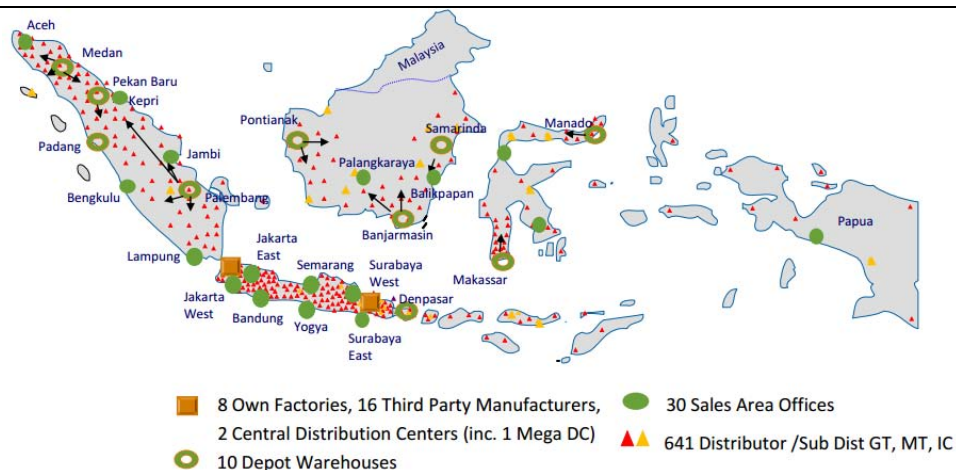 Aceh
Medan
Pekan Baru
Kepri
Padang
Jambi
Bengkulu
Palembang
Lampung
Malaysia
Pontianak
Samarinda
Palangkaraya
Balikpapan
Banjarmasin
Manado
Makassar
Papua
Jakarta
East
Jakarta
West
Bandung
Semarang
Yogya
Surabaya
West
Surabaya
East
Denpasar
8 Own Factories, 16 Third Party Manufacturers,
2 Central Distribution Centers (inc. 1 Mega DC)
10 Depot Warehouses
30 Sales Area Offices
641 Distributor /Sub Dist GT, MT, IC